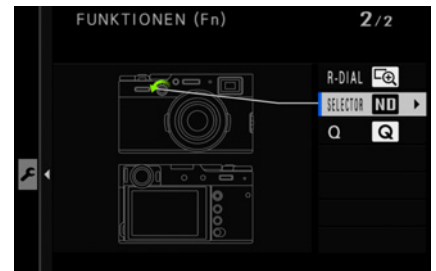 FUNKTIONEN (Fn) 2/2
R-DIAL
SELECTOR ND
Q Q